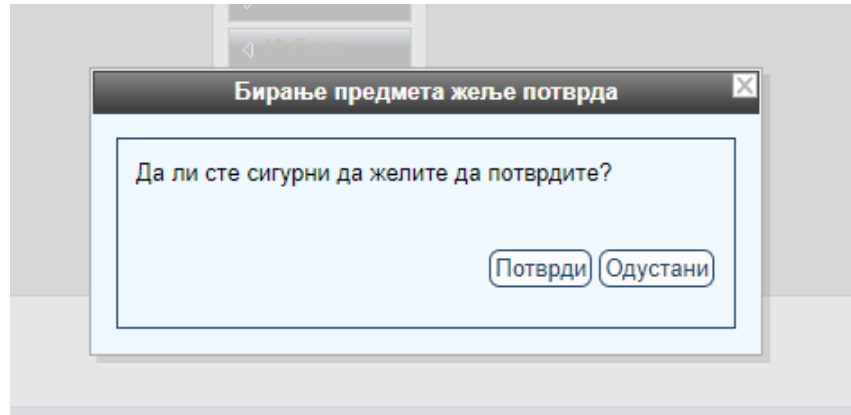 Бирање предмета жеље потврда
Да ли сте сигурни да желите да потврдите?
Потврди Одустани